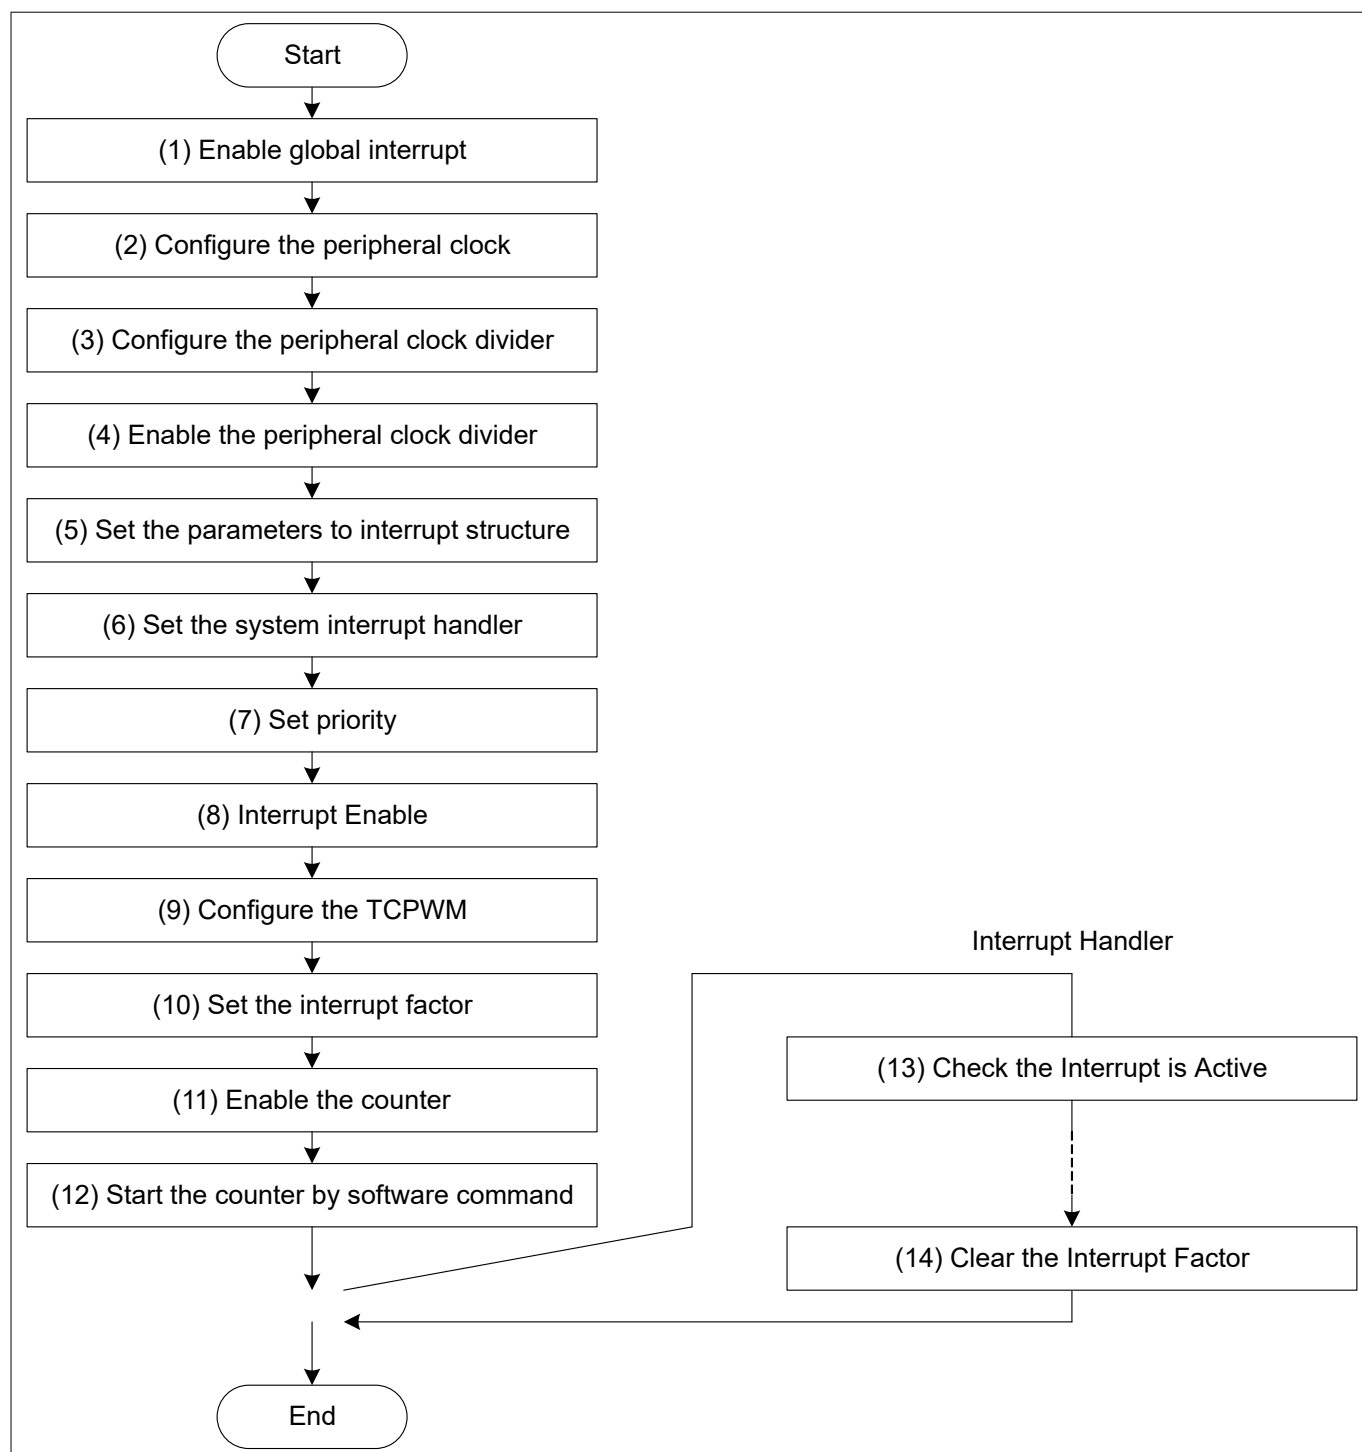 Start
(1) Enable global interrupt
(2) Configure the peripheral clock
(3) Configure the peripheral clock divider
(4) Enable the peripheral clock divider
(5) Set the parameters to interrupt structure
(6) Set the system interrupt handler
(7) Set priority
(8) Interrupt Enable
(9) Configure the TCPWM
(10) Set the interrupt factor
(11) Enable the counter
(12) Start the counter by software command
End
Interrupt Handler
(13) Check the Interrupt is Active
(14) Clear the Interrupt Factor